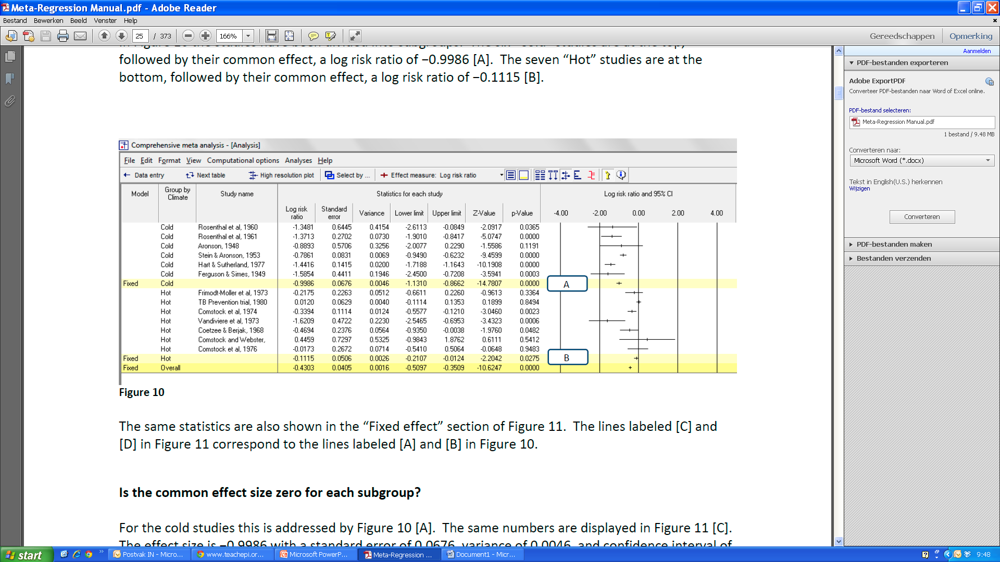 Meta-Regression Manual.pdf - Adobe Reader
Bestand Bewerken Beeld Venster Help
25 / 373 166% Gereedschappen Opmerking
followed by their common effect, a log risk ratio of −0.9986 [A]. The seven “Hot” studies are at the
bottom, followed by their common effect, a log risk ratio of −0.1115 [B].
Comprehensive meta analysis - [Analysis]
File Edit Format View Computational options Analyses Help
Data entry Next table High resolution plot Select by ... Effect measure: Log risk ratio
Model Group by Climate Study name Statistics for each study Log risk ratio and 95% CI
Log risk ratio Standard error Variance Lower limit Upper limit Z-Value p-Value -4.00 -2.00 0.00 2.00 4.00
Cold Rosenthal et al, 1960 -1.3481 0.6445 0.4154 -2.6113 -0.0849 -2.0917 0.0365
Cold Rosenthal et al, 1961 -1.3713 0.2702 0.0730 -1.9010 -0.8417 -5.0747 0.0000
Cold Aronson, 1948 -0.8893 0.5706 0.3256 -2.0077 0.2290 -1.5586 0.1191
Cold Stein & Aronson, 1953 -0.7861 0.0831 0.0069 -0.9490 -0.6232 -9.4599 0.0000
Cold Hart & Sutherland, 1977 -1.4416 0.1415 0.0200 -1.7188 -1.1643 -10.1908 0.0000
Cold Ferguson & Simes, 1949 -1.5854 0.4411 0.1946 -2.4500 -0.7208 -3.5941 0.0003
Fixed Cold -0.9986 0.0676 0.0046 -1.1310 -0.8662 -14.7807 0.0000 A
Hot Frimodt-Moller et al, 1973 -0.2175 0.2263 0.0512 -0.6611 0.2260 -0.9613 0.3364
Hot TB Prevention trial, 1980 0.0120 0.0629 0.0040 -0.1114 0.1353 0.1899 0.8494
Hot Comstock et al, 1974 -0.3394 0.1114 0.0124 -0.5577 -0.1210 -3.0460 0.0023
Hot Vandiviere et al, 1973 -1.6209 0.4722 0.2230 -2.5465 -0.6953 -3.4323 0.0006
Hot Coetzee & Berjak, 1968 -0.4694 0.2376 0.0564 -0.9350 -0.0038 -1.9760 0.0482
Hot Comstock and Webster, 0.4459 0.7297 0.5325 -0.9843 1.8762 0.6111 0.5412
Hot Comstock et al, 1976 -0.0173 0.2672 0.0714 -0.5410 0.5064 -0.0648 0.9483
Fixed Hot -0.1115 0.0506 0.0026 -0.2107 -0.0124 -2.2042 0.0275 B
Fixed Overall -0.4303 0.0405 0.0016 -0.5097 -0.3509 -10.6247 0.0000
Figure 10
The same statistics are also shown in the “Fixed effect” section of Figure 11. The lines labeled [C] and
[D] in Figure 11 correspond to the lines labeled [A] and [B] in Figure 10.
Is the common effect size zero for each subgroup?
For the cold studies this is addressed by Figure 10 [A]. The same numbers are displayed in Figure 11 [C].
The effect size is −0.9986 with a standard error of 0.0676, variance of 0.0046, and confidence interval of
Aanmelden
PDF-bestanden exporteren
Adobe ExportPDF
Converteer PDF-bestanden naar Word of Excel online.
PDF-bestand selecteren:
Meta-Regression Manual.pdf
1 bestand / 9.48 MB
Converteren naar:
Microsoft Word (*.docx)
Tekst in English(U.S.) herkennen
Wijzigen
Converteren
PDF-bestanden maken
Bestanden verzenden
start Postvak IN - Micro... www.teachepi.or... Microsoft PowerP... Meta-Regression ... Document1 - Micr... 9:48